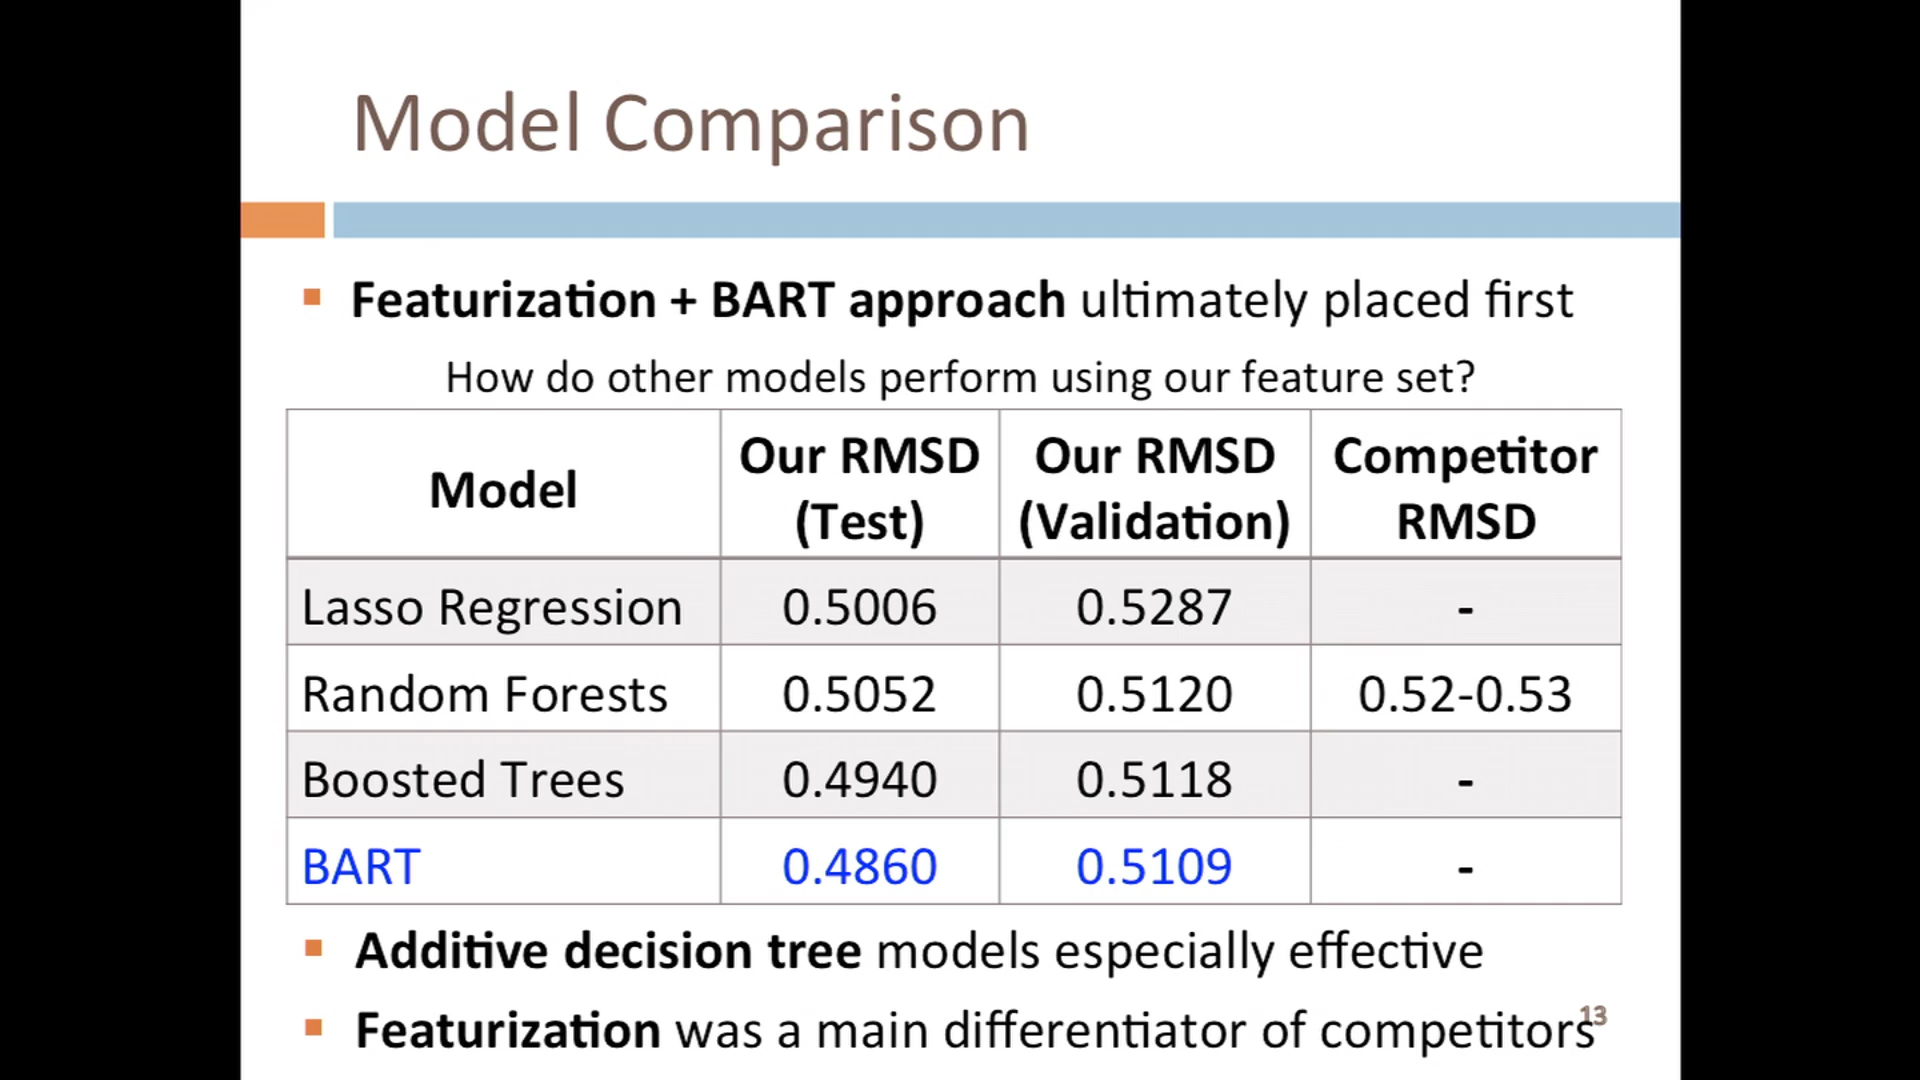 Model Comparison
Featurization + BART approach ultimately placed first
How do other models perform using our feature set?
Model
Our RMSD
(Test)
Our RMSD
(Validation)
Competitor
RMSD
Lasso Regression 0.5006 0.5287 -
Random Forests 0.5052 0.5120 0.52-0.53
Boosted Trees 0.4940 0.5118 -
BART 0.4860 0.5109 -
Additive decision tree models especially effective
Featurization was a main differentiator of competitors
13